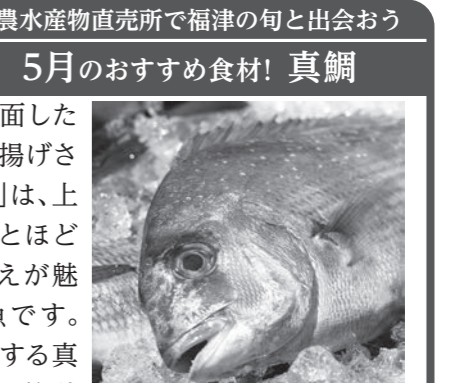 農水産物直売所で福津の旬と出会おう
5月のおすすめ食材! 真鯛
面した
揚げさ
は、上
とほど
えが魅
魚です。
する真